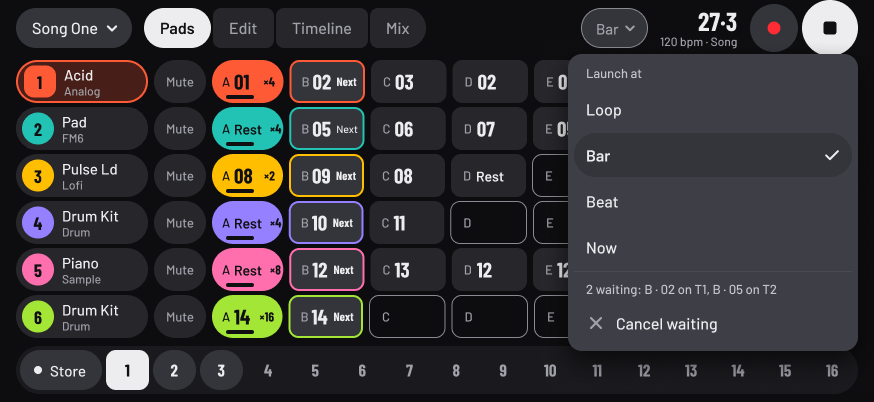 Song One
Pads
Edit
Timeline
Mix
Bar
27·3
120 bpm · Song
1 Acid
Analog
Mute
A 01 ×4
B 02 Next
C 03
D 02
E 0
2 Pad
FM6
Mute
A Rest ×4
B 05 Next
C 06
D 07
E
3 Pulse Ld
Lofi
Mute
A 08 ×2
B 09 Next
C 08
D Rest
E
4 Drum Kit
Drum
Mute
A Rest ×4
B 10 Next
C 11
D
E
5 Piano
Sample
Mute
A Rest ×8
B 12 Next
C 13
D 12
E 12
6 Drum Kit
Drum
Mute
A 14 ×16
B 14 Next
C
D
E
Launch at
Loop
Bar
Beat
Now
2 waiting: B · 02 on T1, B · 05 on T2
Cancel waiting
Store
1 2 3 4 5 6 7 8 9 10 11 12 13 14 15 16